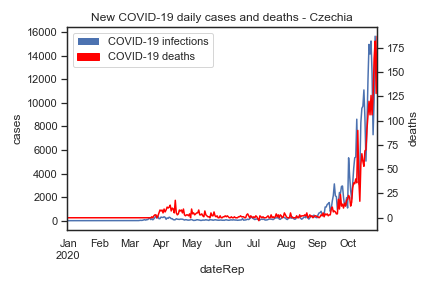 New COVID-19 daily cases and deaths - Czechia
COVID-19 infections
COVID-19 deaths
16000
14000
12000
10000
8000
6000
4000
2000
0
cases
175
150
125
100
75
50
25
0
deaths
Jan Feb Mar Apr May Jun Jul Aug Sep Oct
2020
dateRep